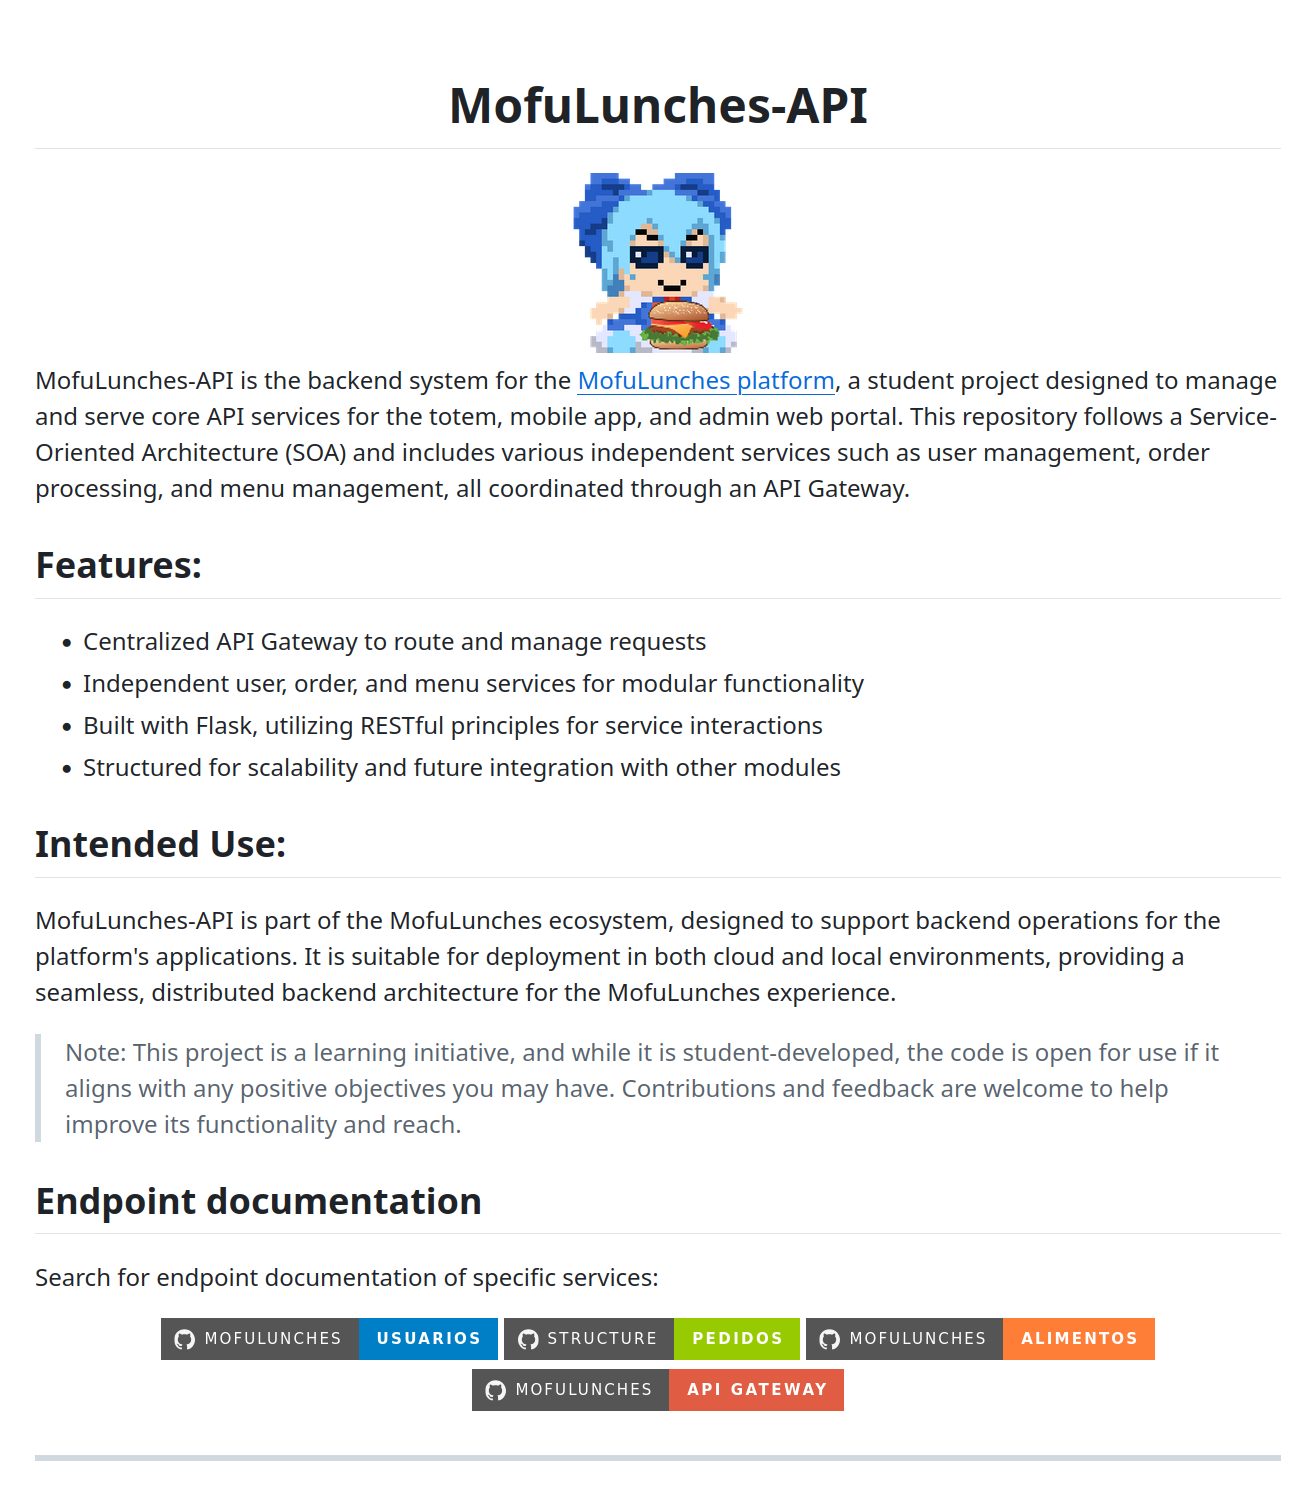 MofuLunches-API
MofuLunches-API is the backend system for the MofuLunches platform, a student project designed to manage
and serve core API services for the totem, mobile app, and admin web portal. This repository follows a Service-
Oriented Architecture (SOA) and includes various independent services such as user management, order
processing, and menu management, all coordinated through an API Gateway.
Features:
• Centralized API Gateway to route and manage requests
• Independent user, order, and menu services for modular functionality
• Built with Flask, utilizing RESTful principles for service interactions
• Structured for scalability and future integration with other modules
Intended Use:
MofuLunches-API is part of the MofuLunches ecosystem, designed to support backend operations for the
platform's applications. It is suitable for deployment in both cloud and local environments, providing a
seamless, distributed backend architecture for the MofuLunches experience.
Note: This project is a learning initiative, and while it is student-developed, the code is open for use if it
aligns with any positive objectives you may have. Contributions and feedback are welcome to help
improve its functionality and reach.
Endpoint documentation
Search for endpoint documentation of specific services:
MOFULUNCHES USUARIOS STRUCTURE PEDIDOS MOFULUNCHES ALIMENTOS
MOFULUNCHES API GATEWAY